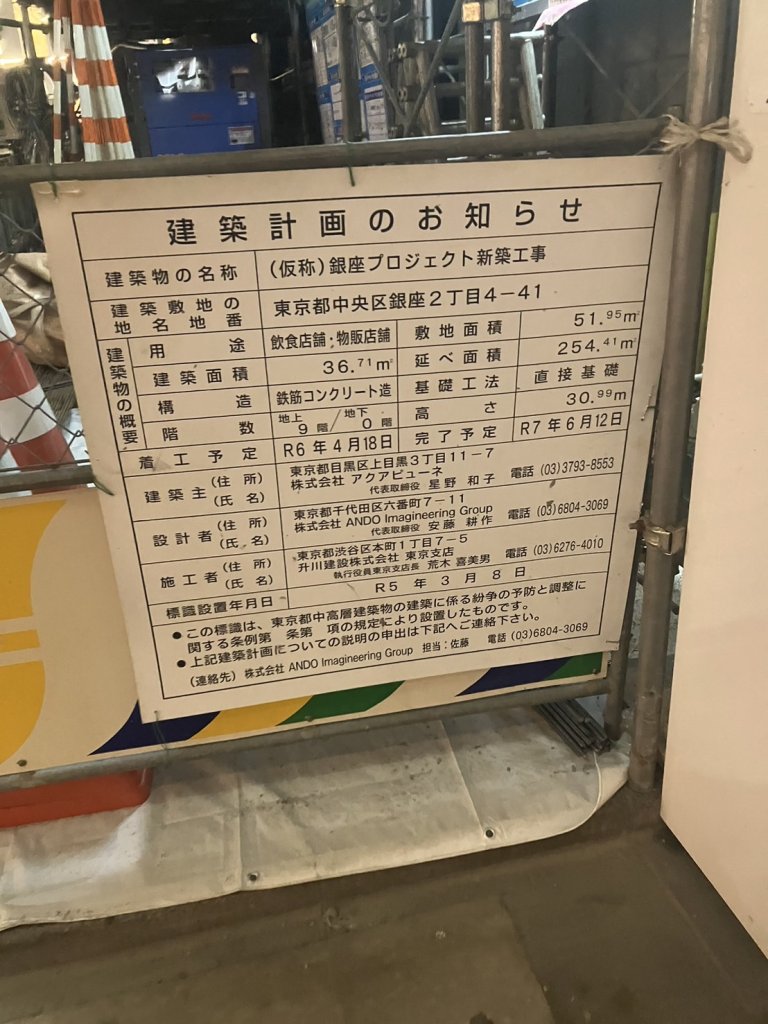 建築計画のお知らせ
建築物の名称 (仮称)銀座プロジェクト新築工事
建築敷地の地名地番 東京都中央区銀座2丁目4-41
建築物の概要
用途 飲食店舗・物販店舗 敷地面積 51.95㎡
建築面積 36.71㎡ 延べ面積 254.41㎡
構造 鉄筋コンクリート造 基礎工法 直接基礎
階数 地上9階/地下0階 高さ 30.99m
着工予定 R6年4月18日 完了予定 R7年6月12日
建築主(住所)(氏名) 東京都目黒区上目黒3丁目11-7
株式会社 アクアビューネ
代表取締役 星野 和子 電話(03)3793-8553
設計者(住所)(氏名) 東京都千代田区六番町7-11
株式会社 ANDO Imagineering Group
代表取締役 安藤 耕作 電話(03)6804-3069
施工者(住所)(氏名) 東京都渋谷区本町1丁目7-5
升川建設株式会社 東京支店
執行役員東京支店長 荒木 喜美男 電話(03)6276-4010
標識設置年月日 R5年3月8日
●この標識は、東京都中高層建築物の建築に係る紛争の予防と調整に
関する条例第 条第 項の規定により設置したものです。
●上記建築計画についての説明の申出は下記へご連絡下さい。
(連絡先) 株式会社 ANDO Imagineering Group 担当:佐藤 電話(03)6804-3069